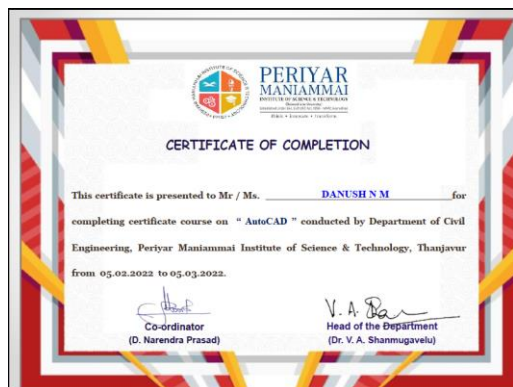 PERIYAR
MANIAMMAI
INSTITUTE OF SCIENCE & TECHNOLOGY
CERTIFICATE OF COMPLETION
This certificate is presented to Mr / Ms. DANUSH N M for
completing certificate course on “ AutoCAD ” conducted by Department of Civil
Engineering, Periyar Maniammai Institute of Science & Technology, Thanjavur
from 05.02.2022 to 05.03.2022.
V. A.
Co-ordinator
(D. Narendra Prasad)
Head of the Department
(Dr. V. A. Shanmugavelu)